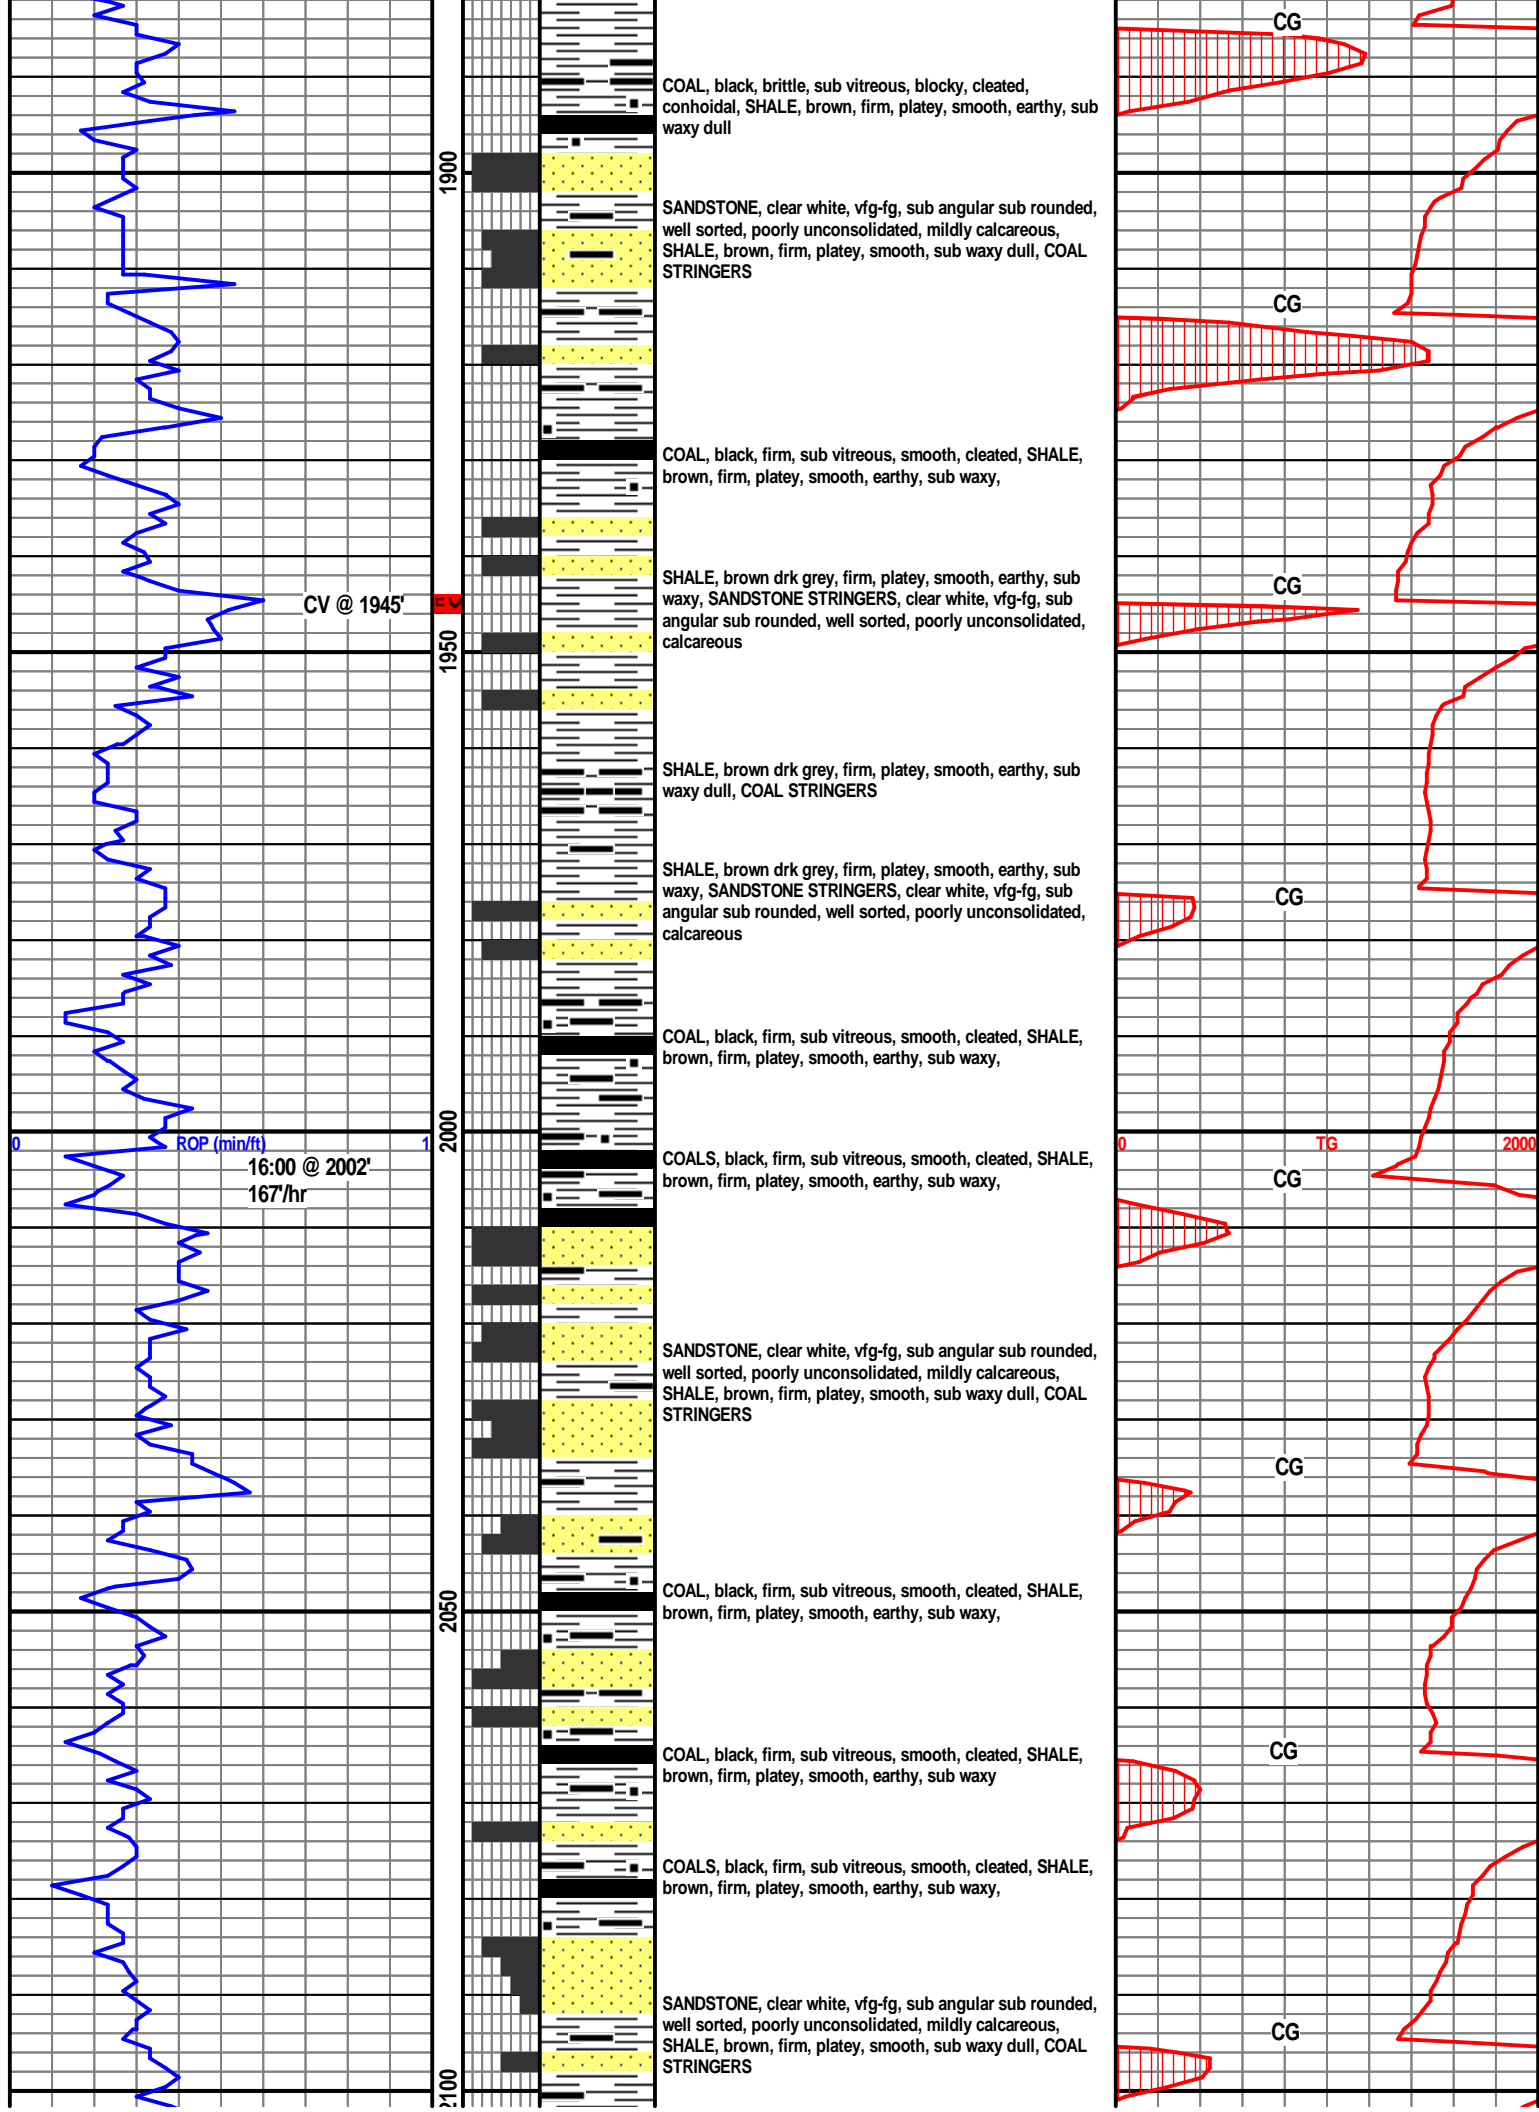 CG
COAL, black, brittle, sub vitreous, blocky, cleated,
conhoidal, SHALE, brown, firm, platey, smooth, earthy, sub
waxy dull
1900
SANDSTONE, clear white, vfg-fg, sub angular sub rounded,
well sorted, poorly unconsolidated, mildly calcareous,
SHALE, brown, firm, platey, smooth, sub waxy dull, COAL
STRINGERS
CG
COAL, black, firm, sub vitreous, smooth, cleated, SHALE,
brown, firm, platey, smooth, earthy, sub waxy,
CG
CV @ 1945'
SHALE, brown drk grey, firm, platey, smooth, earthy, sub
waxy, SANDSTONE STRINGERS, clear white, vfg-fg, sub
angular sub rounded, well sorted, poorly unconsolidated,
calcareous
1950
SHALE, brown drk grey, firm, platey, smooth, earthy, sub
waxy dull, COAL STRINGERS
SHALE, brown drk grey, firm, platey, smooth, earthy, sub
waxy, SANDSTONE STRINGERS, clear white, vfg-fg, sub
angular sub rounded, well sorted, poorly unconsolidated,
calcareous
CG
COAL, black, firm, sub vitreous, smooth, cleated, SHALE,
brown, firm, platey, smooth, earthy, sub waxy,
2000
0 ROP (min/ft) 1
0 TG 2000
16:00 @ 2002'
167'/hr
COALS, black, firm, sub vitreous, smooth, cleated, SHALE,
brown, firm, platey, smooth, earthy, sub waxy,
CG
SANDSTONE, clear white, vfg-fg, sub angular sub rounded,
well sorted, poorly unconsolidated, mildly calcareous,
SHALE, brown, firm, platey, smooth, sub waxy dull, COAL
STRINGERS
CG
COAL, black, firm, sub vitreous, smooth, cleated, SHALE,
brown, firm, platey, smooth, earthy, sub waxy,
2050
COAL, black, firm, sub vitreous, smooth, cleated, SHALE,
brown, firm, platey, smooth, earthy, sub waxy
CG
COALS, black, firm, sub vitreous, smooth, cleated, SHALE,
brown, firm, platey, smooth, earthy, sub waxy,
SANDSTONE, clear white, vfg-fg, sub angular sub rounded,
well sorted, poorly unconsolidated, mildly calcareous,
SHALE, brown, firm, platey, smooth, sub waxy dull, COAL
STRINGERS
CG
2100